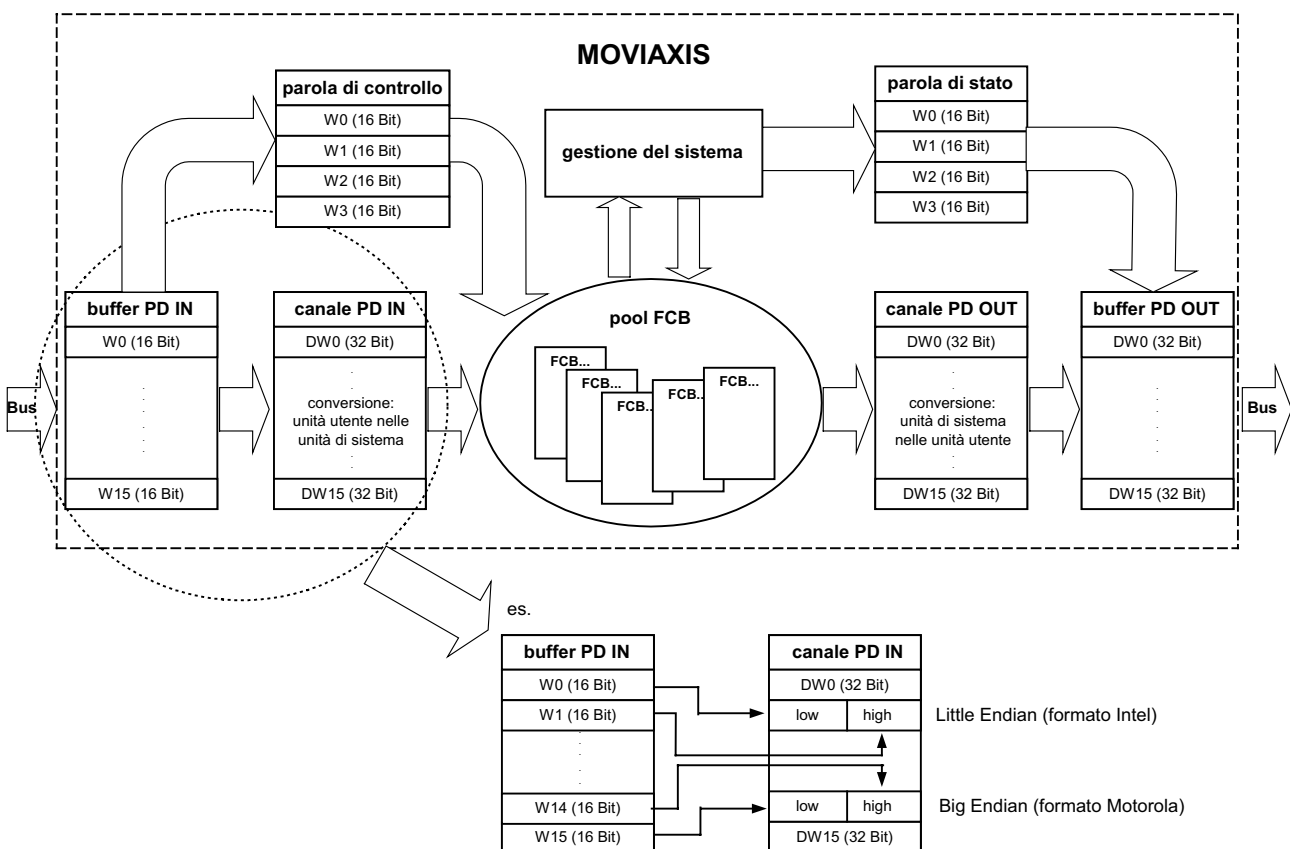 MOVIAXIS
parola di controllo
W0 (16 Bit)
W1 (16 Bit)
W2 (16 Bit)
W3 (16 Bit)
gestione del sistema
parola di stato
W0 (16 Bit)
W1 (16 Bit)
W2 (16 Bit)
W3 (16 Bit)
Bus
buffer PD IN
W0 (16 Bit)
W15 (16 Bit)
canale PD IN
DW0 (32 Bit)
conversione:
unità utente nelle
unità di sistema
DW15 (32 Bit)
pool FCB
FCB...
FCB...
FCB..
FCB...
FCB...
canale PD OUT
DW0 (32 Bit)
conversione:
unità di sistema
nelle unità utente
DW15 (32 Bit)
buffer PD OUT
DW0 (32 Bit)
DW15 (32 Bit)
Bus
es.
buffer PD IN
W0 (16 Bit)
W1 (16 Bit)
W14 (16 Bit)
W15 (16 Bit)
canale PD IN
DW0 (32 Bit)
low high
low high
DW15 (32 Bit)
Little Endian (formato Intel)
Big Endian (formato Motorola)